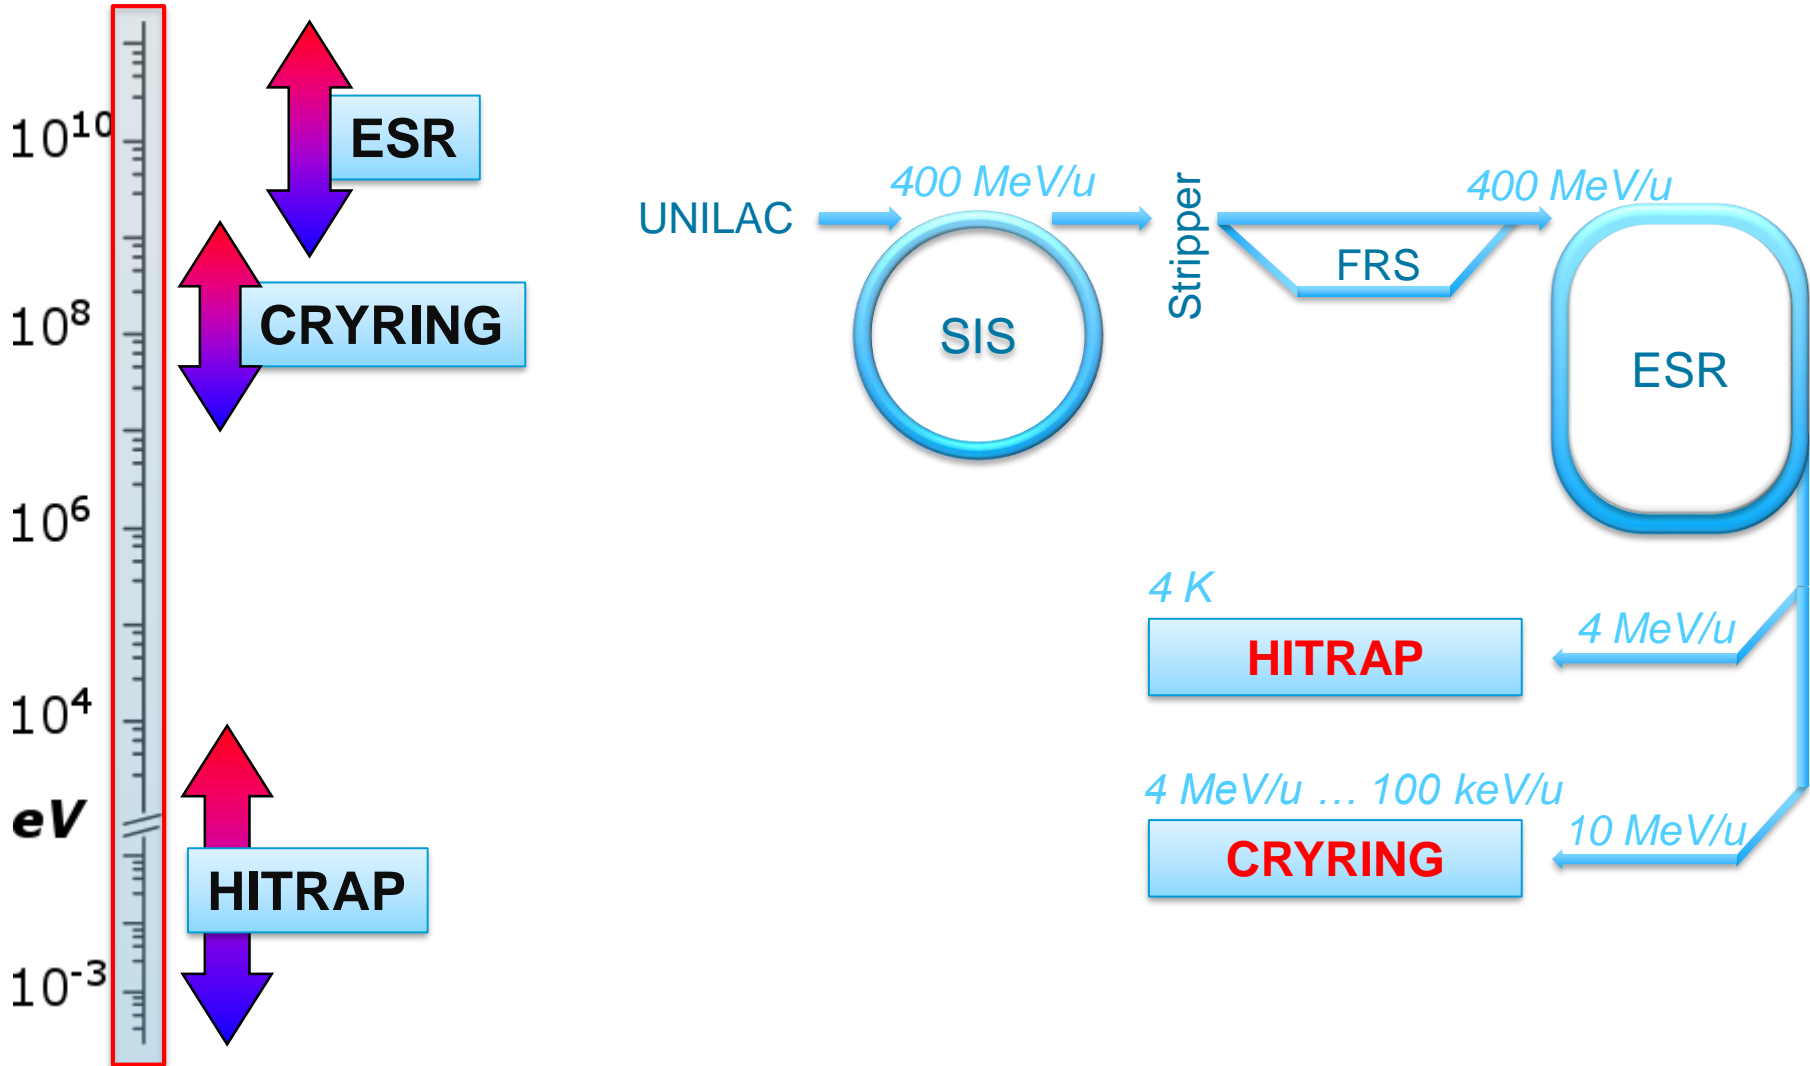 10¹⁰
10⁸
10⁶
10⁴
eV
10⁻³
ESR
CRYRING
HITRAP
UNILAC
400 MeV/u
SIS
Stripper
FRS
400 MeV/u
ESR
4 K
HITRAP
4 MeV/u
4 MeV/u ... 100 keV/u
CRYRING
10 MeV/u